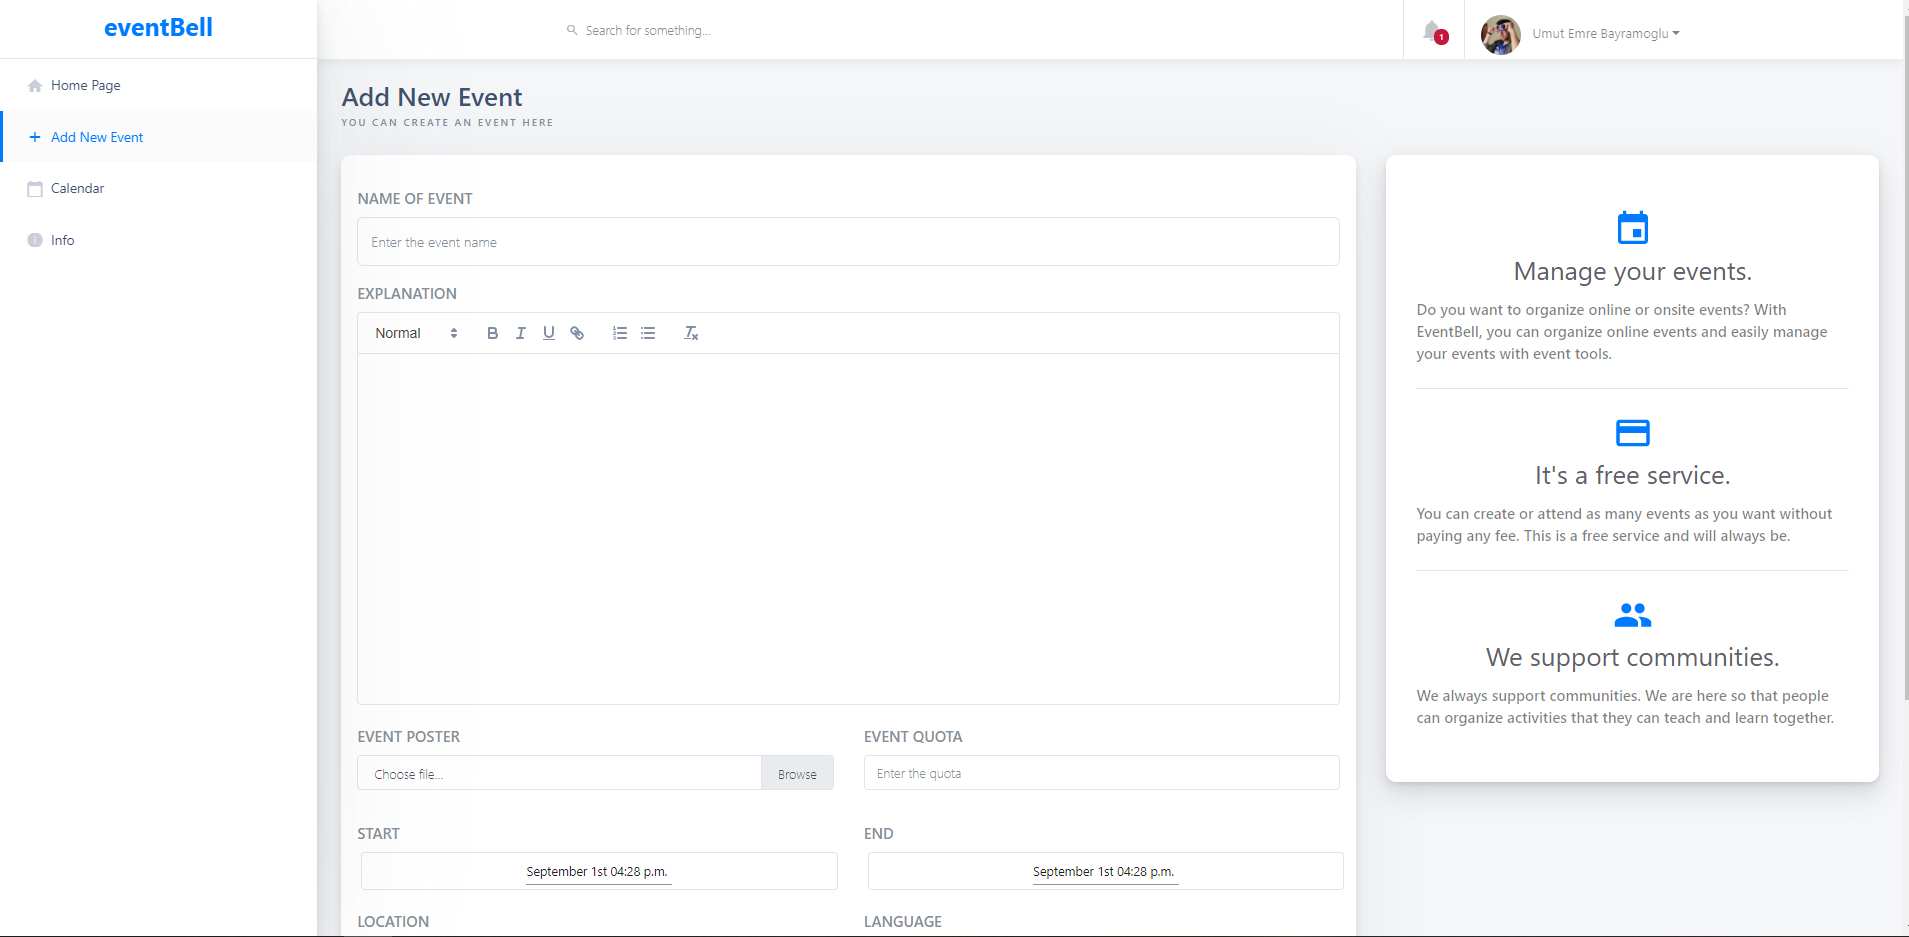 eventBell
Search for something...
1
Umut Emre Bayramoglu
Home Page
Add New Event
Calendar
Info
Add New Event
YOU CAN CREATE AN EVENT HERE
NAME OF EVENT
Enter the event name
EXPLANATION
Normal
EVENT POSTER
Choose file...
Browse
EVENT QUOTA
Enter the quota
START
September 1st 04:28 p.m.
END
September 1st 04:28 p.m.
LOCATION
LANGUAGE
Manage your events.
Do you want to organize online or onsite events? With
EventBell, you can organize online events and easily manage
your events with event tools.
It's a free service.
You can create or attend as many events as you want without
paying any fee. This is a free service and will always be.
We support communities.
We always support communities. We are here so that people
can organize activities that they can teach and learn together.